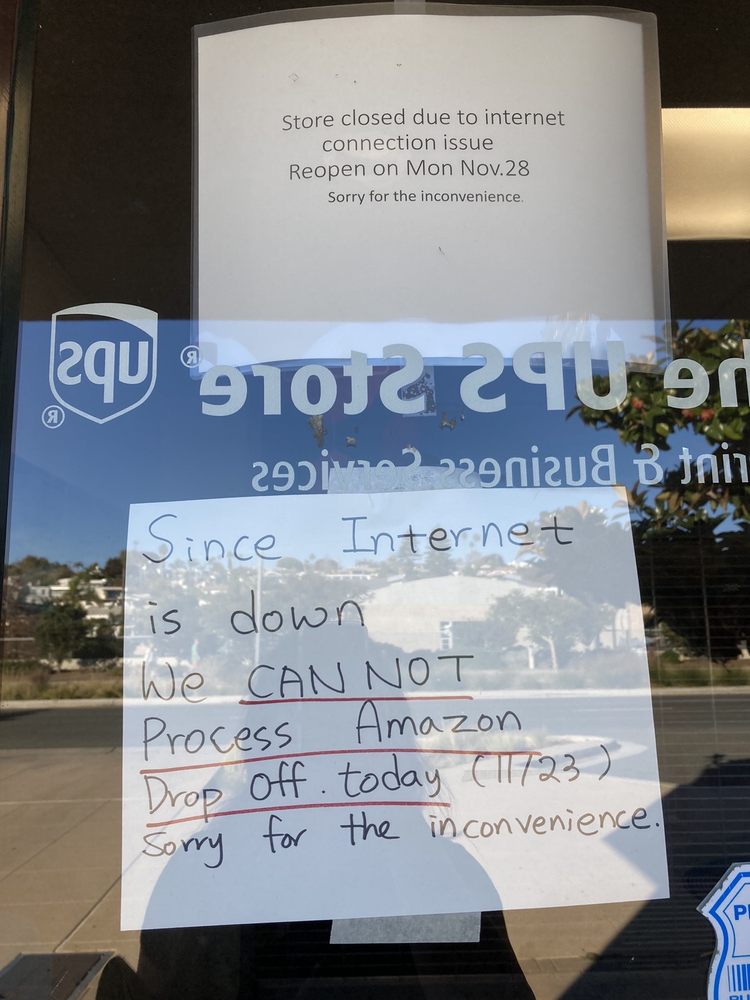 Store closed due to internet
connection issue
Reopen on Mon Nov.28
Sorry for the inconvenience.
ups
®
®
he UPS Store®
rint & Business Services
Since Internet
is down
We CAN NOT
Process Amazon
Drop Off. today (11/23)
Sorry for the inconvenience.